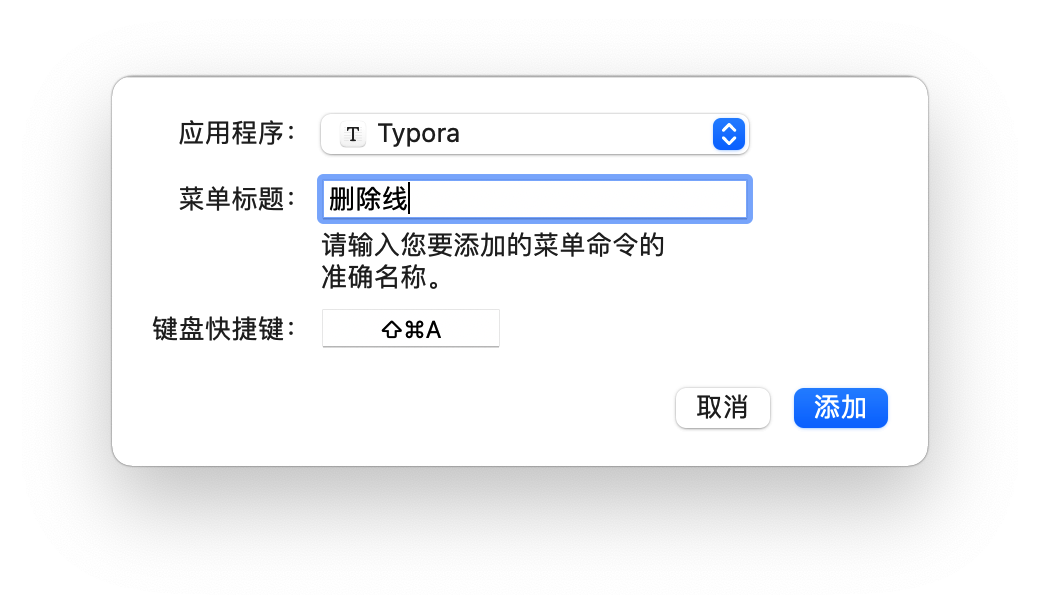 应用程序： T Typora
菜单标题： 删除线
请输入您要添加的菜单命令的
准确名称。
键盘快捷键： ⇧⌘A
取消 添加